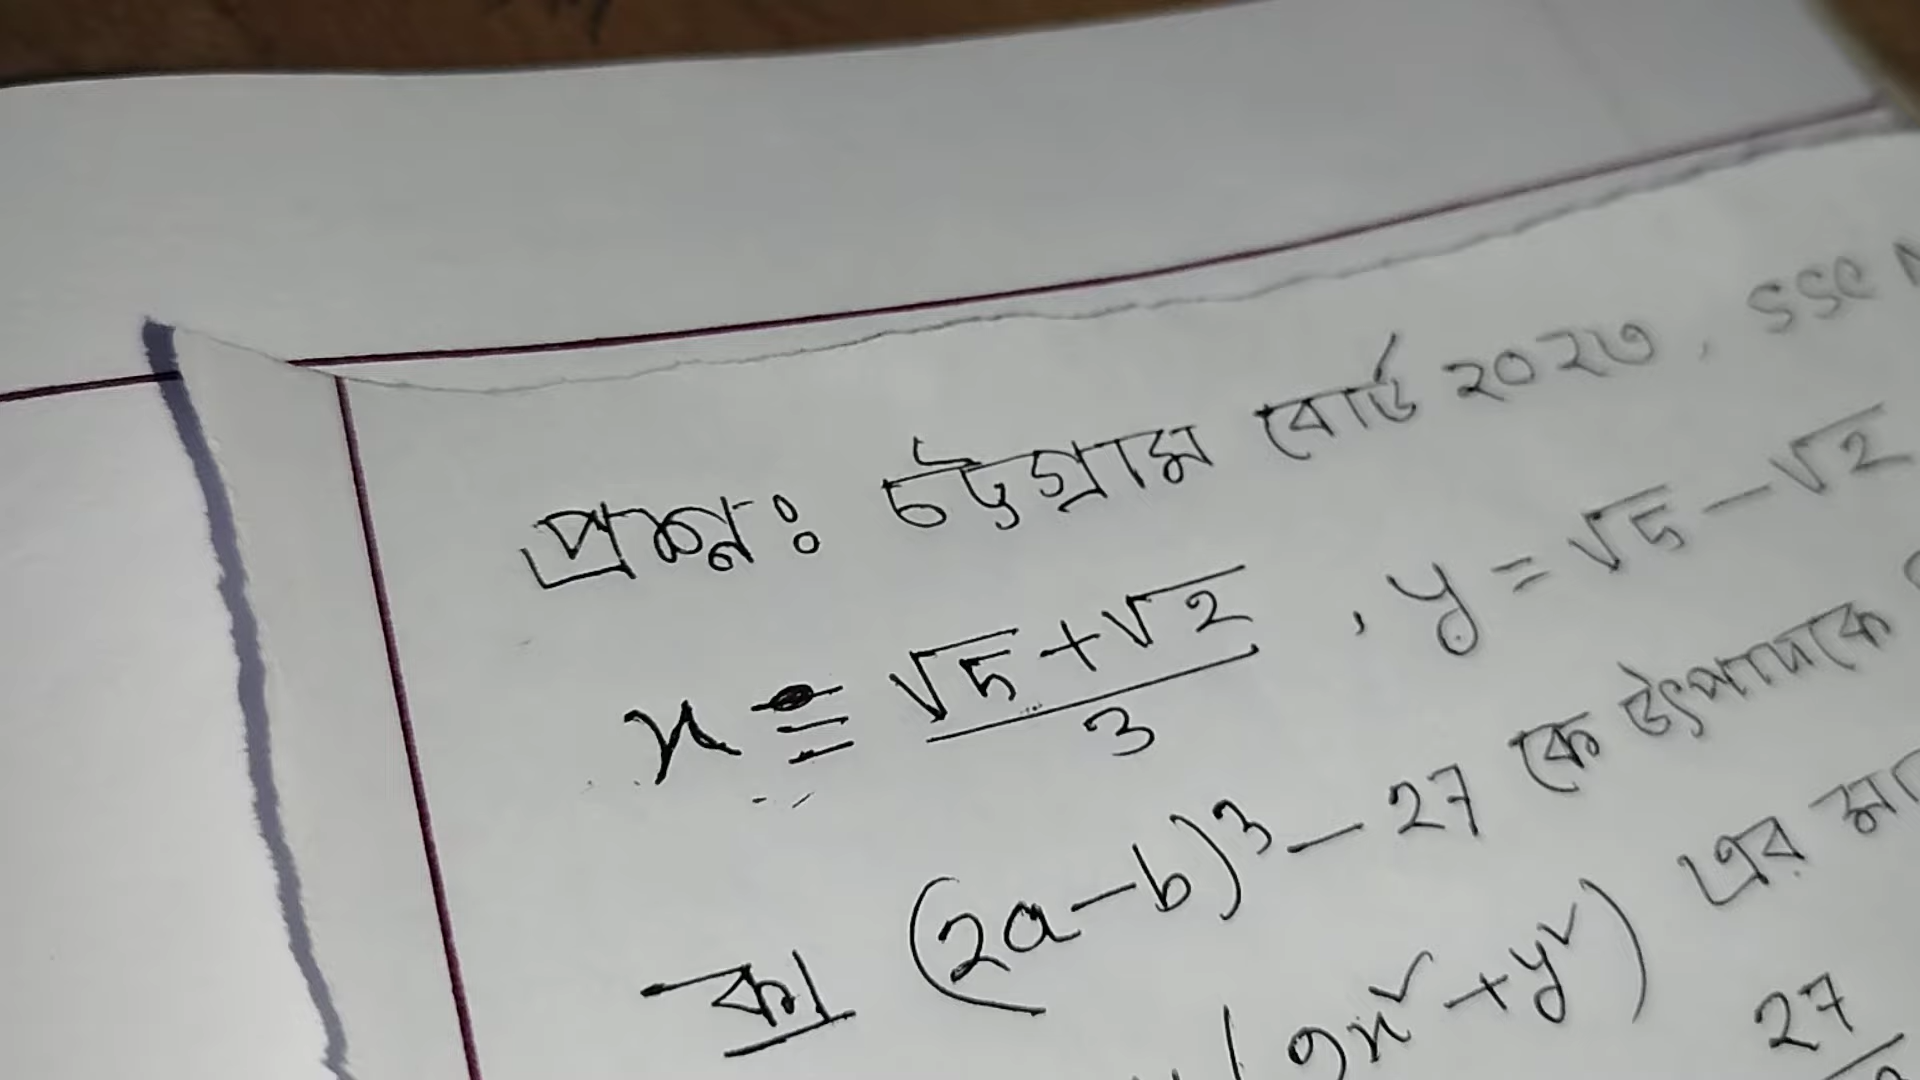 প্রশ্নঃ চট্টগ্রাম বোর্ড ২০২৩, SSC
x = √5+√2/3 , y = √5-√2
ক। (2a-b)³-27 কে উৎপাদকে
(9x²+y²) এর
27